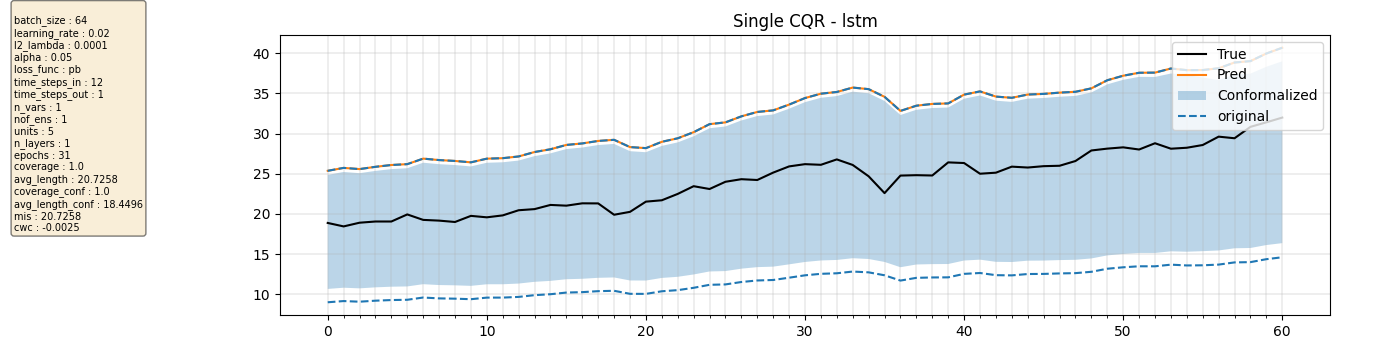 batch_size : 64
learning_rate : 0.02
l2_lambda : 0.0001
alpha : 0.05
loss_func : pb
time_steps_in : 12
time_steps_out : 1
n_vars : 1
nof_ens : 1
units : 5
n_layers : 1
epochs : 31
coverage : 1.0
avg_length : 20.7258
coverage_conf : 1.0
avg_length_conf : 18.4496
mis : 20.7258
cwc : -0.0025
Single CQR - lstm
40
35
30
25
20
15
10
0 10 20 30 40 50 60
True
Pred
Conformalized
original